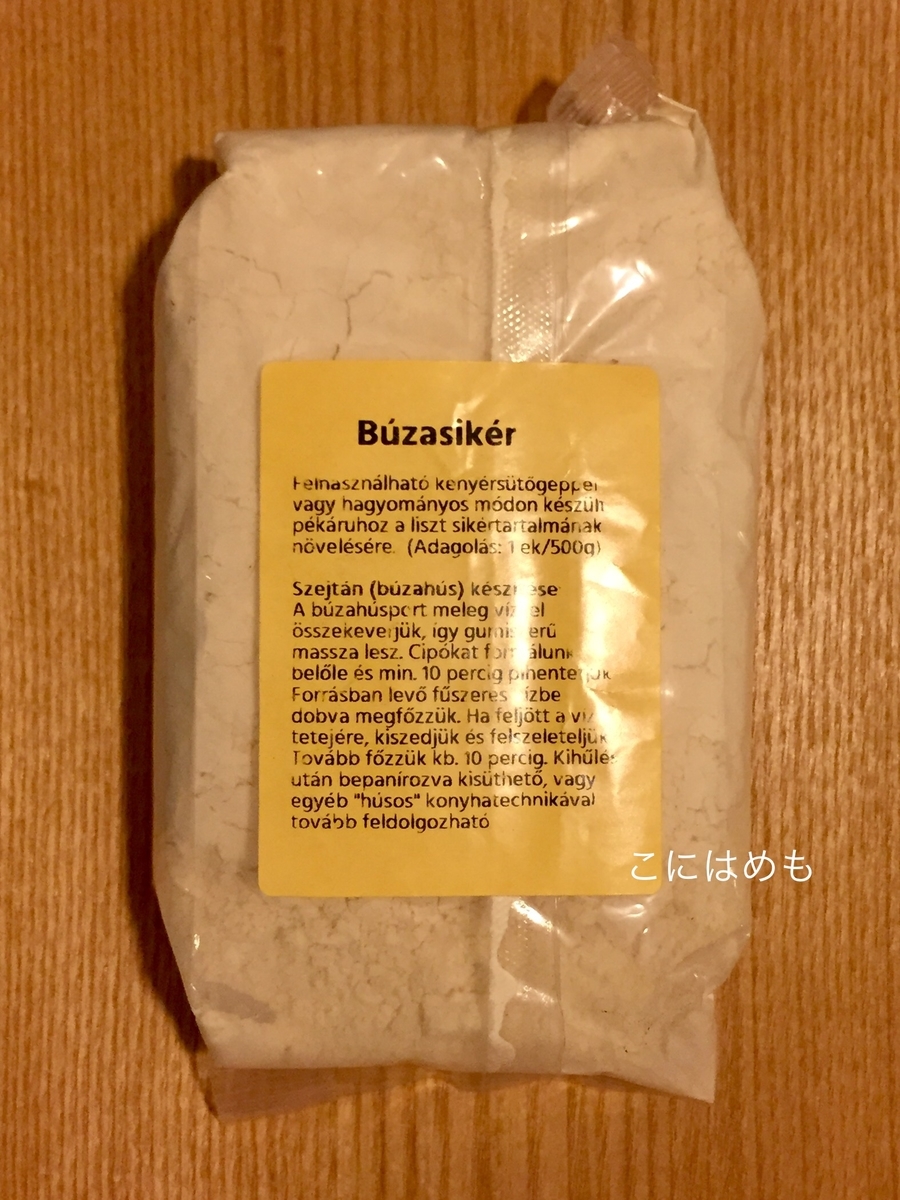 Búzasikér
Felhasználható kenyérsütőgéppel
vagy hagyományos módon készült
pékáruhoz a liszt sikértartalmának
növelésére. (Adagolás: 1 ek/500g)
Szejtán (búzahús) készítése
A búzahúsport meleg vízzel
összekeverjük, így gumiszerű
massza lesz. Cipókat formálunk
belőle és min. 10 percig pihentetjük
Forrásban levő fűszeres vízbe
dobva megfőzzük. Ha feljött a víz
tetejére, kiszedjük és felszeleteljük
Tovább főzzük kb. 10 percig. Kihűlés
után bepanírozva kisüthető, vagy
egyéb "húsos" konyhatechnikával
tovább feldolgozható
こにはめも